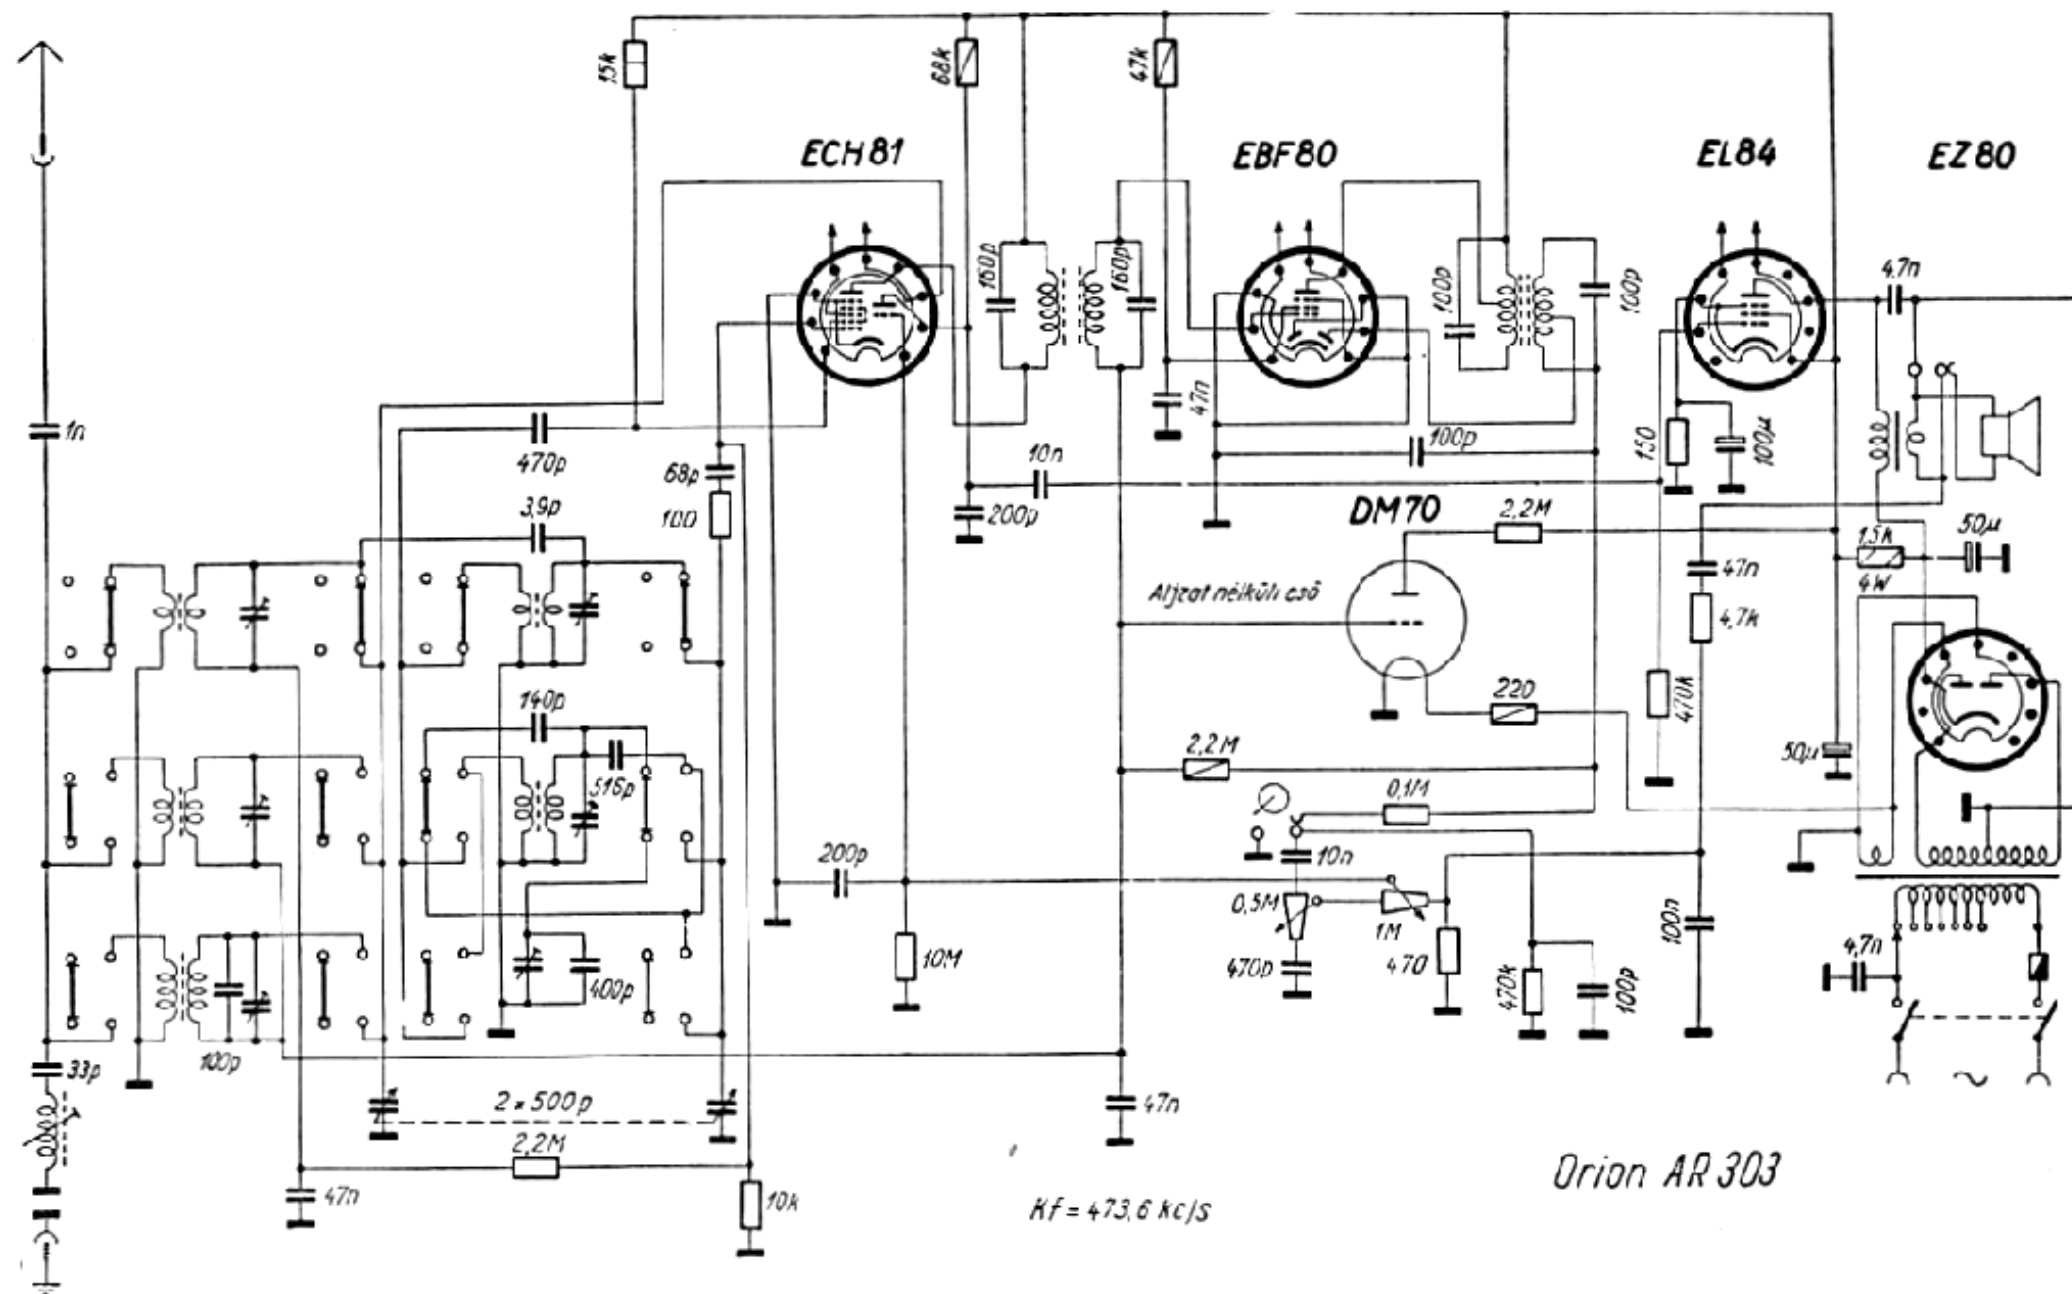 15k
68k
47k
ECH81
EBF80
EL84
EZ80
160p
160p
100p
100p
4,7n
1n
470p
68p
100
10n
200p
47n
100p
150
100µ
3,9p
DM70
2,2M
1,5k
4W
50µ
47n
4,7k
Aljzat nélküli cső
220
470k
140p
516p
2,2M
50µ
0,1M
200p
10n
0,5M
1M
470p
10M
470
470k
100p
100n
4,7n
400p
33p
100p
2×500p
47n
2,2M
47n
10k
Kf = 473,6 kc/s
Orion AR 303